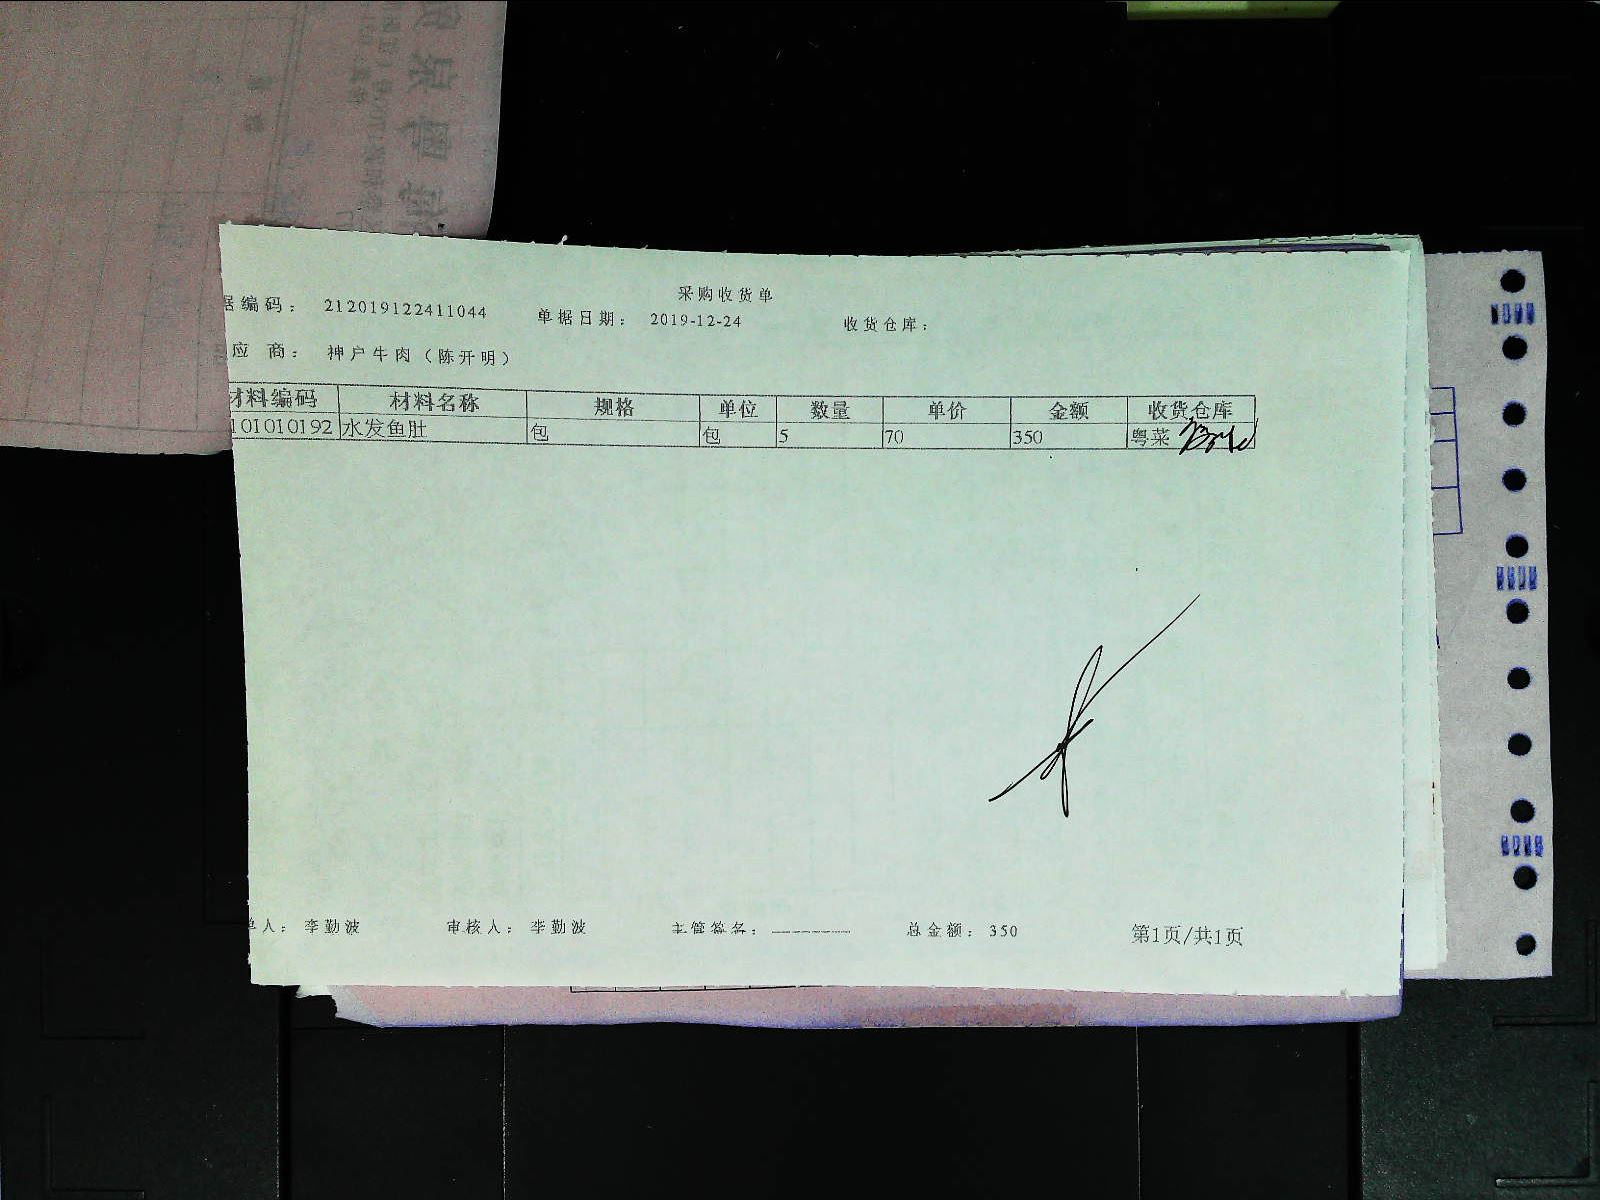 采购收货单
据编码： 212019122411044 单据日期： 2019-12-24 收货仓库：
应 商： 神户牛肉（陈开明）
材料编码 材料名称 规格 单位 数量 单价 金额 收货仓库
101010192 水发鱼肚 包 包 5 70 350 粤菜
单人： 李勤波 审核人： 李勤波 主管签名： 总金额： 350 第1页/共1页